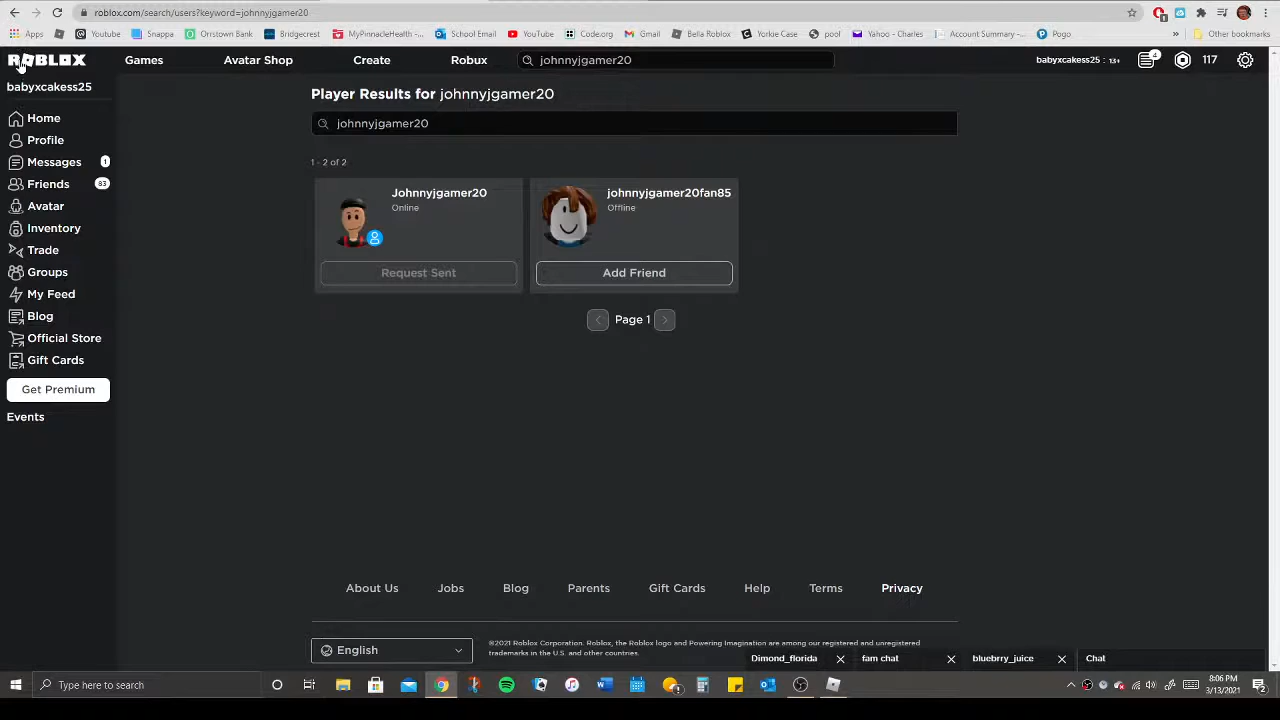 roblox.com/search/users?keyword=johnnyjgamer20
Apps
Youtube
Snappa
Orrstown Bank
Bridgecrest
MyPinnacleHealth -...
School Email
YouTube
Code.org
Gmail
Bella Roblox
Yorkie Case
poof
Yahoo - Charles
Account Summary -...
Pogo
»
Other bookmarks
ROBLOX
Games
Avatar Shop
Create
Robux
johnnyjgamer20
babyxcakess25 : 13+
4
117
babyxcakess25
Home
Profile
Messages 1
Friends 83
Avatar
Inventory
Trade
Groups
My Feed
Blog
Official Store
Gift Cards
Get Premium
Events
Player Results for johnnyjgamer20
johnnyjgamer20
1 - 2 of 2
Johnnyjgamer20
Online
Request Sent
johnnyjgamer20fan85
Offline
Add Friend
Page 1
About Us
Jobs
Blog
Parents
Gift Cards
Help
Terms
Privacy
English
©2021 Roblox Corporation. Roblox, the Roblox logo and Powering Imagination are among our registered and unregistered
trademarks in the U.S. and other countries.
Dimond_florida
fam chat
bluebrry_juice
Chat
Type here to search
8:06 PM
3/13/2021
2